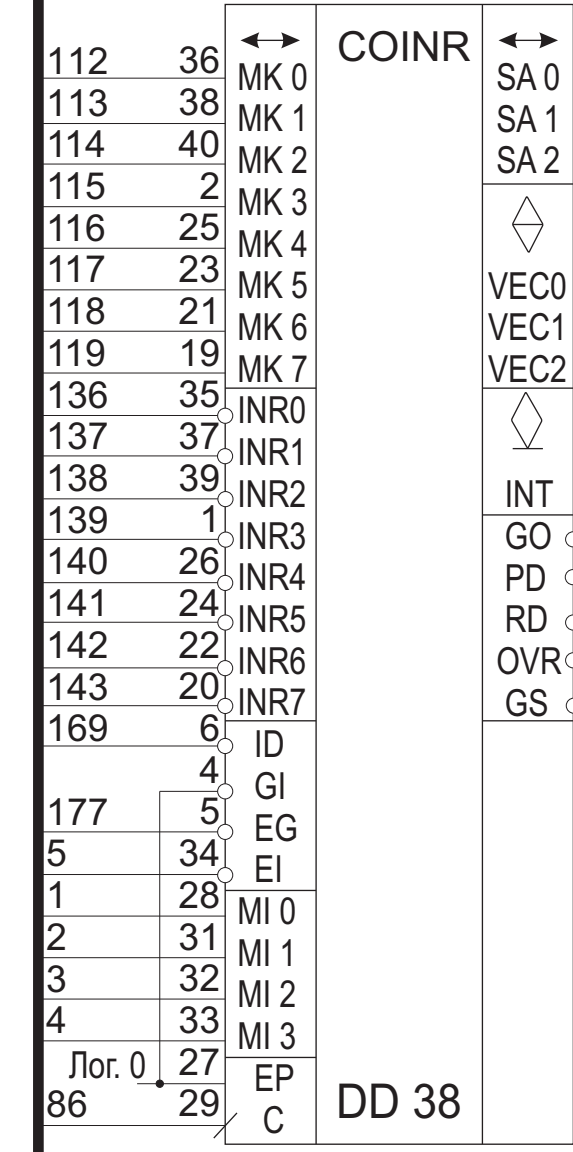 COINR
112 36 MK 0 SA 0
113 38 MK 1 SA 1
114 40 MK 2 SA 2
115 2 MK 3
116 25 MK 4
117 23 MK 5 VEC0
118 21 MK 6 VEC1
119 19 MK 7 VEC2
136 35 INR0
137 37 INR1
138 39 INR2 INT
139 1 INR3 GO
140 26 INR4 PD
141 24 INR5 RD
142 22 INR6 OVR
143 20 INR7 GS
169 6 ID
4 GI
177 5 EG
5 34 EI
1 28 MI 0
2 31 MI 1
3 32 MI 2
4 33 MI 3
Лог. 0 27 EP
86 29 C DD 38